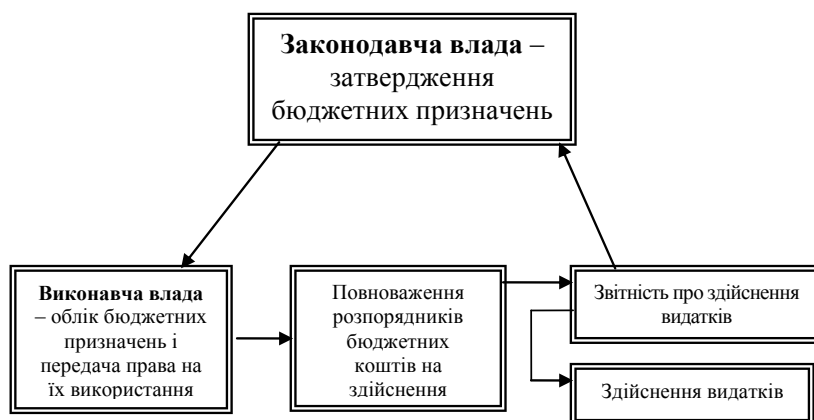 Законодавча влада –
затвердження
бюджетних призначень
Виконавча влада
– облік бюджетних
призначень і
передача права на
їх використання
Повноваження
розпорядників
бюджетних
коштів на
здійснення
Звітність про здійснення
видатків
Здійснення видатків